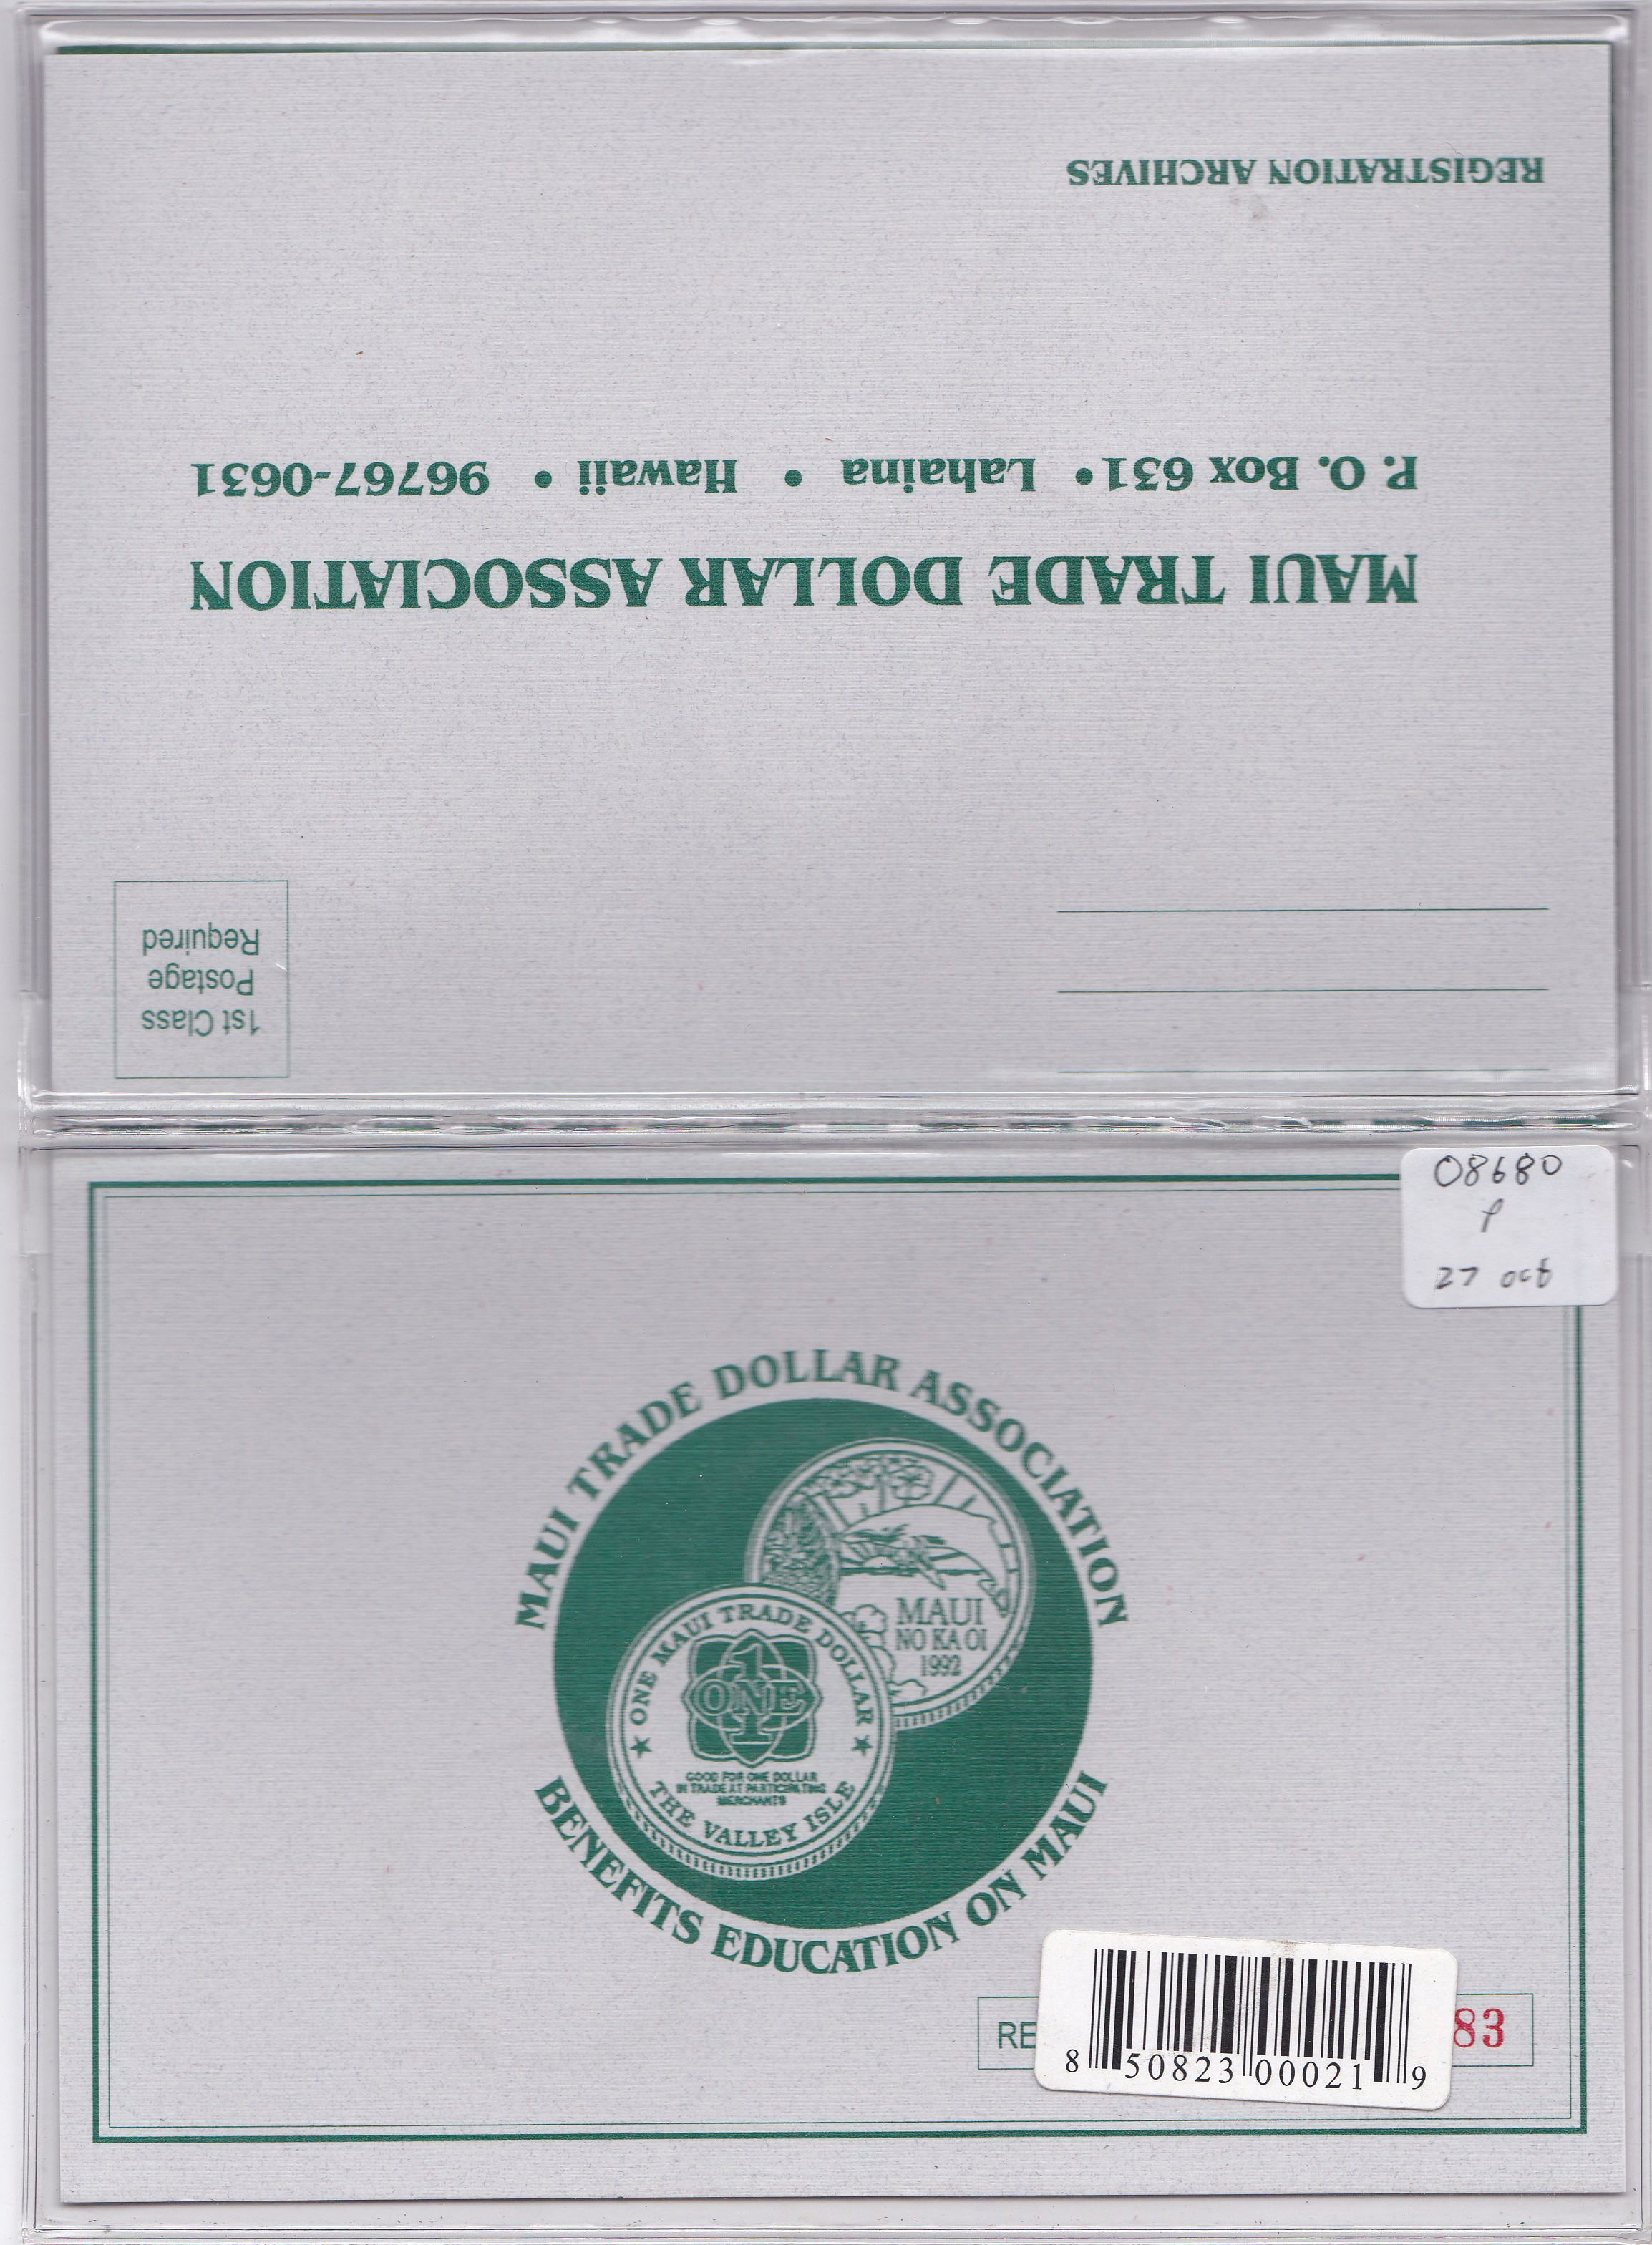 REGISTRATION ARCHIVES
P. O. Box 631 • Lahaina • Hawaii • 96767-0631
MAUI TRADE DOLLAR ASSOCIATION
1st Class
Postage
Required
08680
P
27 oct
MAUI TRADE DOLLAR ASSOCIATION
MAUI
NO KA OI
1992
ONE MAUI TRADE DOLLAR
1
ONE
1
GOOD FOR ONE DOLLAR
IN TRADE AT PARTICIPATING
MERCHANTS
★ THE VALLEY ISLE ★
BENEFITS EDUCATION ON MAUI
RE
83
8 50823 00021 9